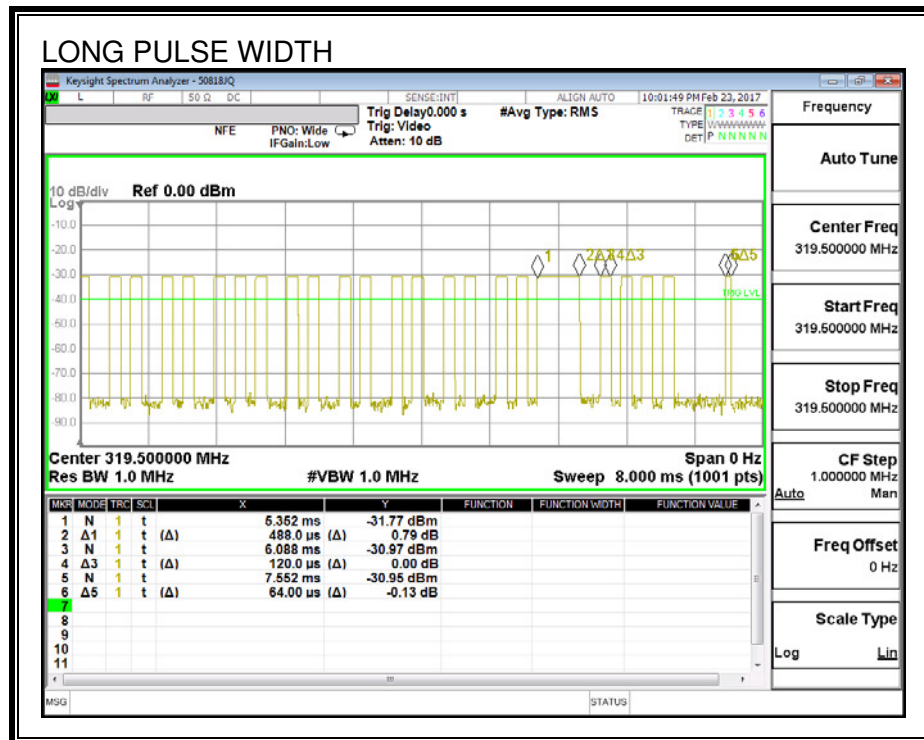 LONG PULSE WIDTH
Keysight Spectrum Analyzer - 50818JQ
L RF 50 Ω DC SENSE:INT ALIGN AUTO 10:01:49 PM Feb 23, 2017
NFE PNO: Wide IFGain:Low
Trig Delay0.000 s
Trig: Video
Atten: 10 dB
#Avg Type: RMS
TRACE 1 2 3 4 5 6
TYPE WWWWWW
DET P N N N N N
10 dB/div Ref 0.00 dBm
Log
-10.0
-20.0
-30.0
-40.0
-50.0
-60.0
-70.0
-80.0
-90.0
1
4Δ3
6Δ5
TRIG LVL
Center 319.500000 MHz Span 0 Hz
Res BW 1.0 MHz #VBW 1.0 MHz Sweep 8.000 ms (1001 pts)
MKR MODE TRC SCL X Y FUNCTION FUNCTION WIDTH FUNCTION VALUE
1 N 1 t 5.352 ms -31.77 dBm
2 Δ1 1 t (Δ) 488.0 µs (Δ) 0.79 dB
3 N 1 t 6.088 ms -30.97 dBm
4 Δ3 1 t (Δ) 120.0 µs (Δ) 0.00 dB
5 N 1 t 7.552 ms -30.95 dBm
6 Δ5 1 t (Δ) 64.00 µs (Δ) -0.13 dB
7
8
9
10
11
MSG STATUS
Frequency
Auto Tune
Center Freq
319.500000 MHz
Start Freq
319.500000 MHz
Stop Freq
319.500000 MHz
CF Step
1.000000 MHz
Auto Man
Freq Offset
0 Hz
Scale Type
Log Lin